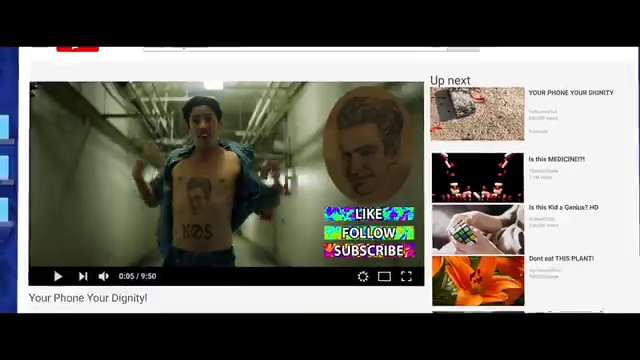 Up next
YOUR PHONE YOUR DIGNITY
Is this MEDICINE!?!
Is this Kid a Genius? HD
Dont eat THIS PLANT!
LIKE
FOLLOW
SUBSCRIBE
0:05 / 9:50
Your Phone Your Dignity!